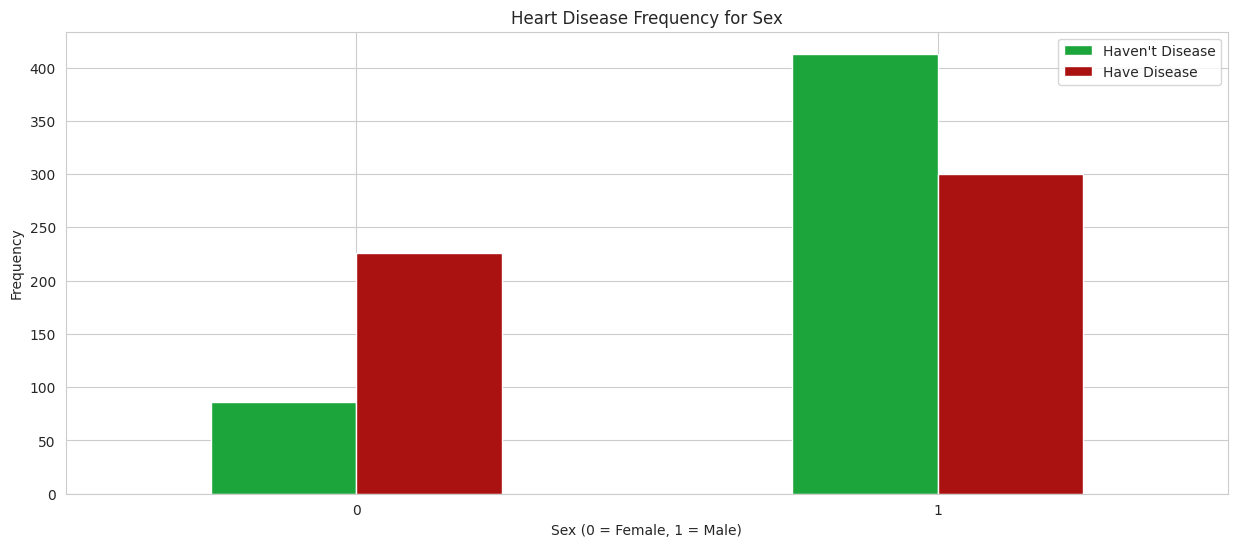 Heart Disease Frequency for Sex
Haven't Disease
Have Disease
Frequency
400
350
300
250
200
150
100
50
0
0
1
Sex (0 = Female, 1 = Male)